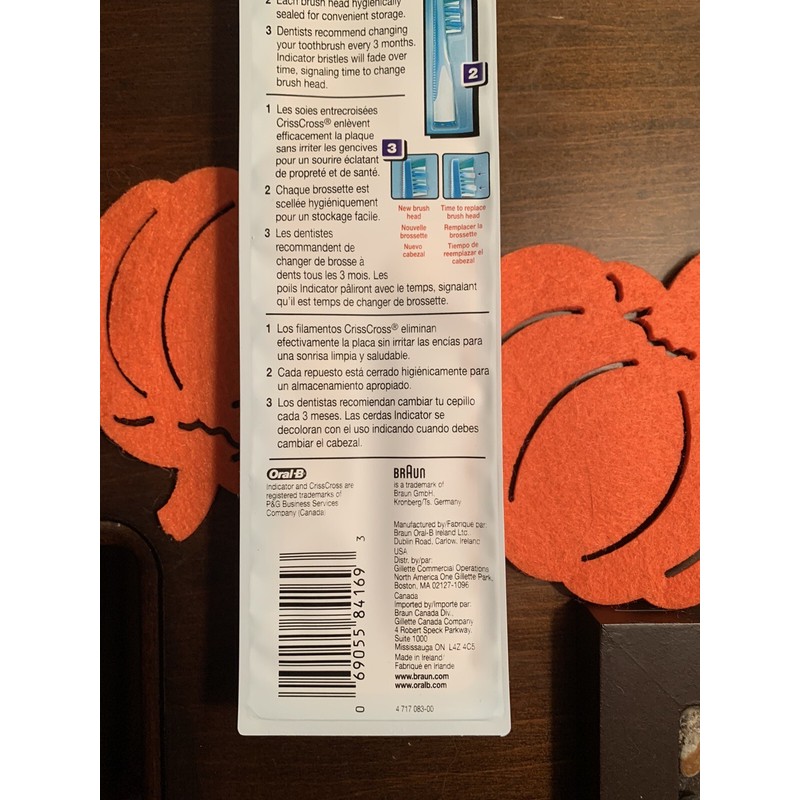 2 Each brush head hygienically
sealed for convenient storage.
3 Dentists recommend changing
your toothbrush every 3 months.
Indicator bristles will fade over
time, signaling time to change
brush head.
2
1 Les soies entrecroisées
CrissCross® enlèvent
efficacement la plaque
sans irriter les gencives
pour un sourire éclatant
de propreté et de santé.
2 Chaque brossette est
scellée hygiéniquement
pour un stockage facile.
3 Les dentistes
recommandent de
changer de brosse à
dents tous les 3 mois. Les
poils Indicator pâliront avec le temps, signalant
qu'il est temps de changer de brossette.
3
New brush
head
Nouvelle
brossette
Nuevo
cabezal
Time to replace
brush head
Remplacer la
brossette
Tiempo de
reemplazar el
cabezal
1 Los filamentos CrissCross® eliminan
efectivamente la placa sin irritar las encías para
una sonrisa limpia y saludable.
2 Cada repuesto está cerrado higiénicamente para
un almacenamiento apropiado.
3 Los dentistas recomiendan cambiar tu cepillo
cada 3 meses. Las cerdas Indicator se
decoloran con el uso indicando cuando debes
cambiar el cabezal.
Oral-B
Indicator and CrissCross are
registered trademarks of
P&G Business Services
Company (Canada)
BRAUN
is a trademark of
Braun GmbH,
Kronberg/Ts. Germany
Manufactured by/Fabriqué par
Braun Oral-B Ireland Ltd.
Dublin Road, Carlow, Ireland
USA
Distr. by/par:
Gillette Commercial Operations
North America One Gillette Park,
Boston, MA 02127-1096
Canada
Imported by/Importé par:
Braun Canada Div.,
Gillette Canada Company
4 Robert Speck Parkway,
Suite 1000
Mississauga ON L4Z 4C5
Made in Ireland
Fabriqué en Irlande
www.braun.com
www.oralb.com
4 717 083-00
0 69055 84169 3